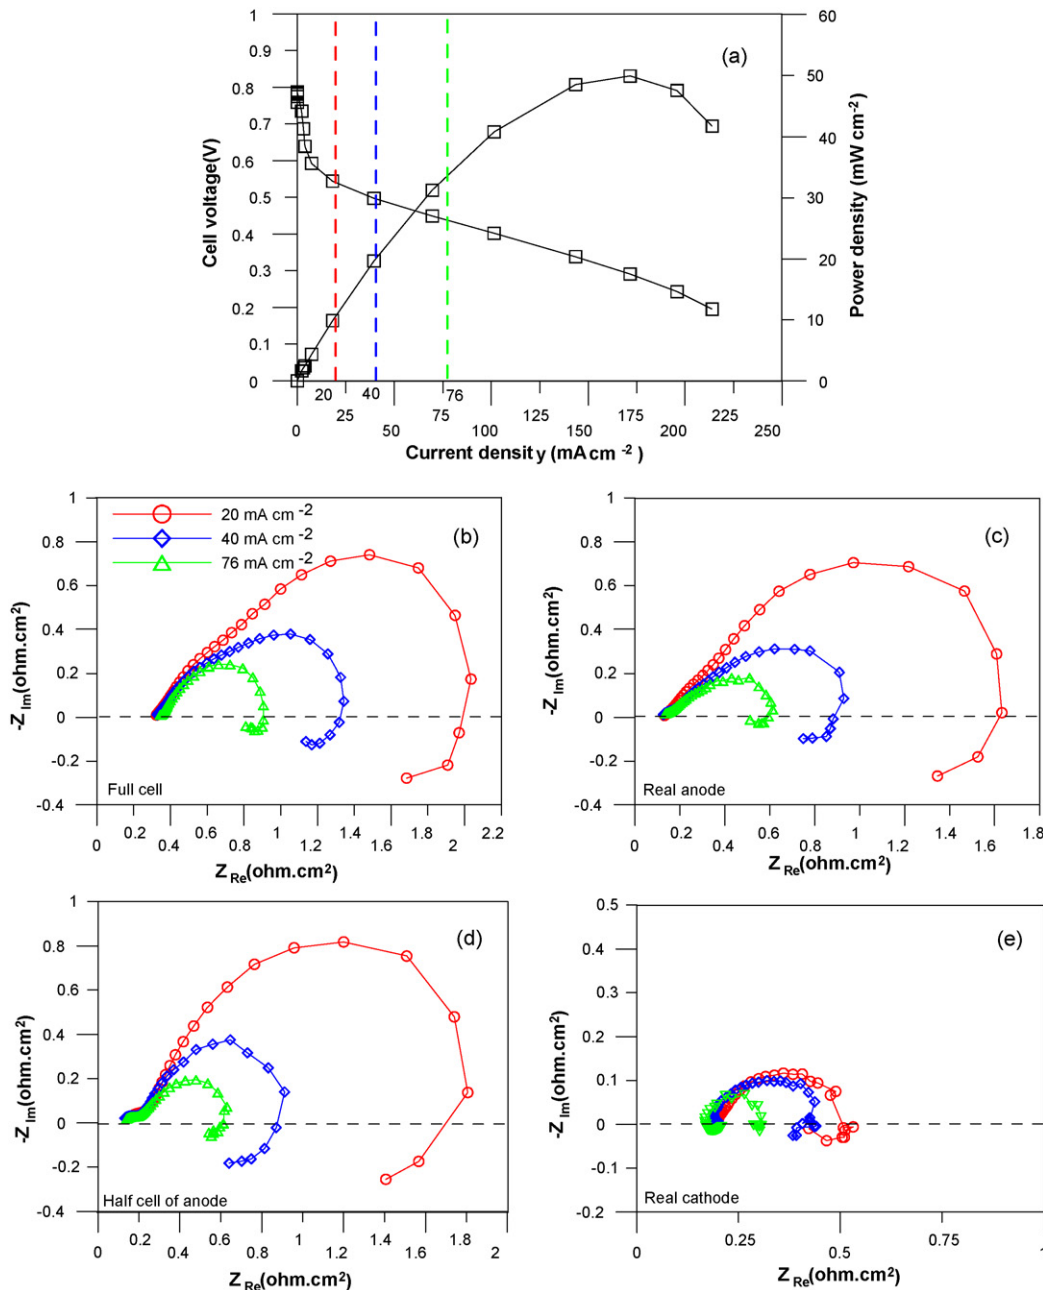 (a)
Cell voltage(V)
1
0.9
0.8
0.7
0.6
0.5
0.4
0.3
0.2
0.1
0
60
50
40
30
20
10
0
Power density (mW cm-2)
20 40 76
0 25 50 75 100 125 150 175 200 225 250
Current density (mAcm -2 )
(b)
20 mA cm -2
40 mA cm -2
76 mA cm -2
-ZIm(ohm.cm2)
1
0.8
0.6
0.4
0.2
0
-0.2
-0.4
Full cell
0 0.2 0.4 0.6 0.8 1 1.2 1.4 1.6 1.8 2 2.2
ZRe(ohm.cm2)
(c)
-ZIm(ohm.cm2)
1
0.8
0.6
0.4
0.2
0
-0.2
-0.4
Real anode
0 0.2 0.4 0.6 0.8 1 1.2 1.4 1.6 1.8
ZRe(ohm.cm2)
(d)
-ZIm(ohm.cm2)
1
0.8
0.6
0.4
0.2
0
-0.2
-0.4
Half cell of anode
0 0.2 0.4 0.6 0.8 1 1.2 1.4 1.6 1.8 2
ZRe(ohm.cm2)
(e)
-ZIm(ohm.cm2)
0.5
0.4
0.3
0.2
0.1
0
-0.1
-0.2
Real cathode
0 0.25 0.5 0.75 1
ZRe(ohm.cm2)